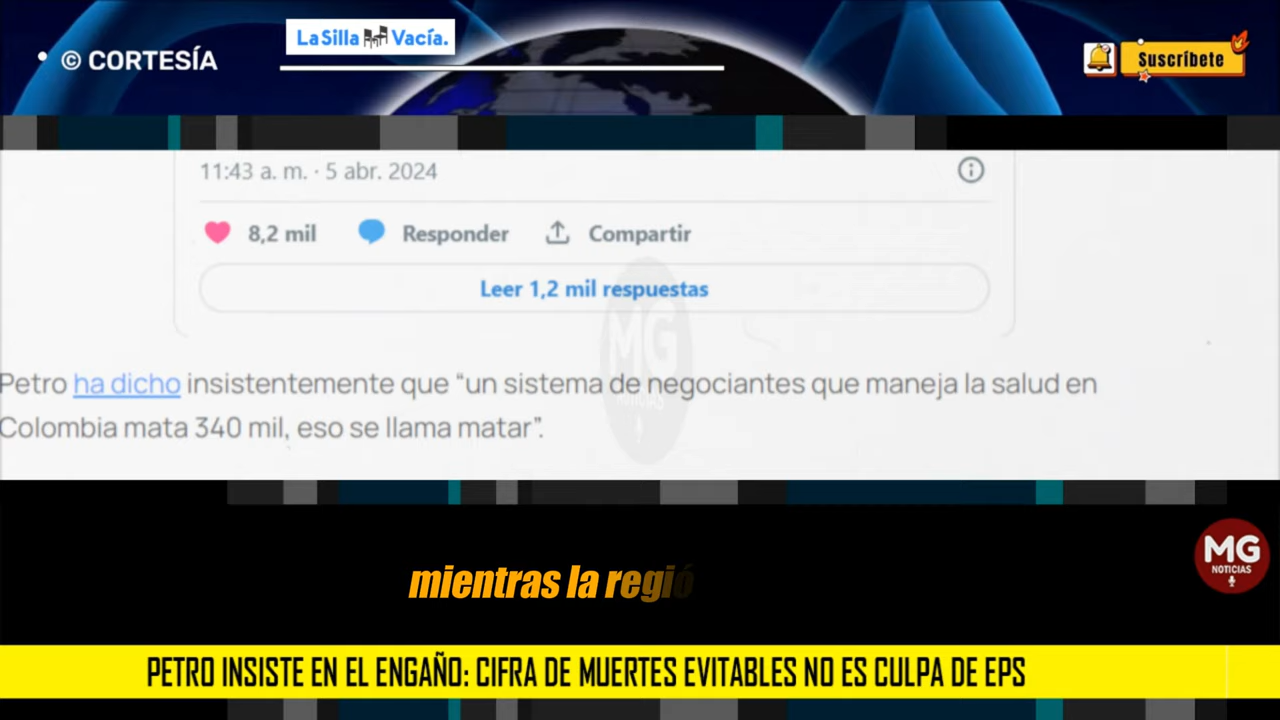 © CORTESÍA
La Silla Vacía.
Suscríbete
11:43 a. m. · 5 abr. 2024
8,2 mil Responder Compartir
Leer 1,2 mil respuestas
MG
NOTICIAS
Petro ha dicho insistentemente que “un sistema de negociantes que maneja la salud en
Colombia mata 340 mil, eso se llama matar”.
mientras la regió
MG
NOTICIAS
PETRO INSISTE EN EL ENGAÑO: CIFRA DE MUERTES EVITABLES NO ES CULPA DE EPS